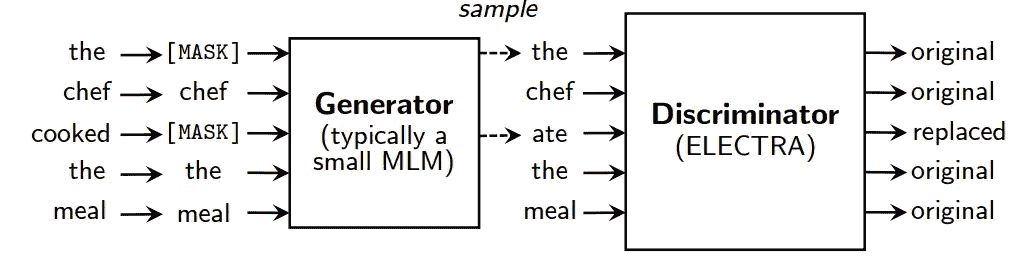 sample
the [MASK] the original
chef chef chef original
Generator
(typically a
small MLM)
Discriminator
(ELECTRA)
cooked [MASK] ate replaced
the the the original
meal meal meal original